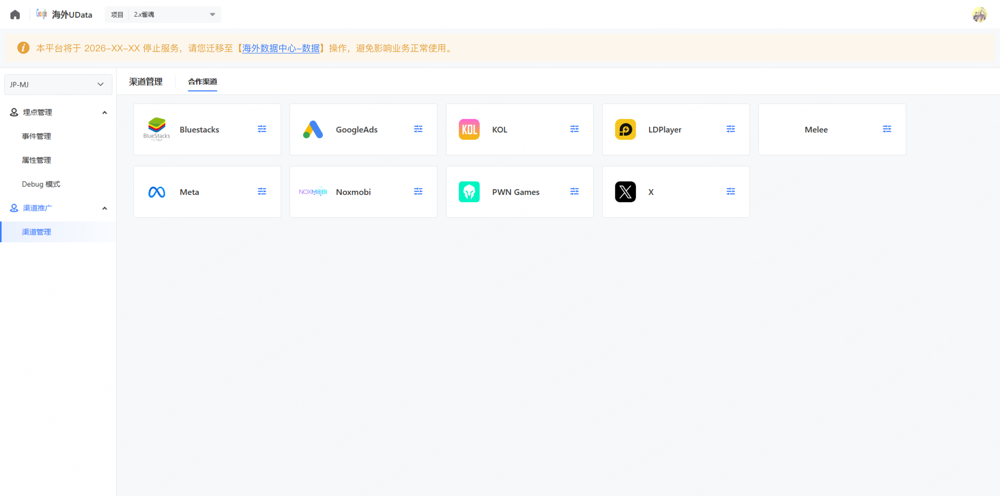 Google 海外UData 项目 2.x雀魂
本平台将于 2026-XX-XX 停止服务，请您迁移至【海外数据中心-数据】操作，避免影响业务正常使用。
JP-MJ
埋点管理
事件管理
属性管理
Debug 模式
渠道推广
渠道管理
渠道管理 合作渠道
BlueStacks
Bluestacks
GoogleAds
KOL
KOL
LDPlayer
Melee
Meta
NOXMOBI
Noxmobi
PWN Games
X